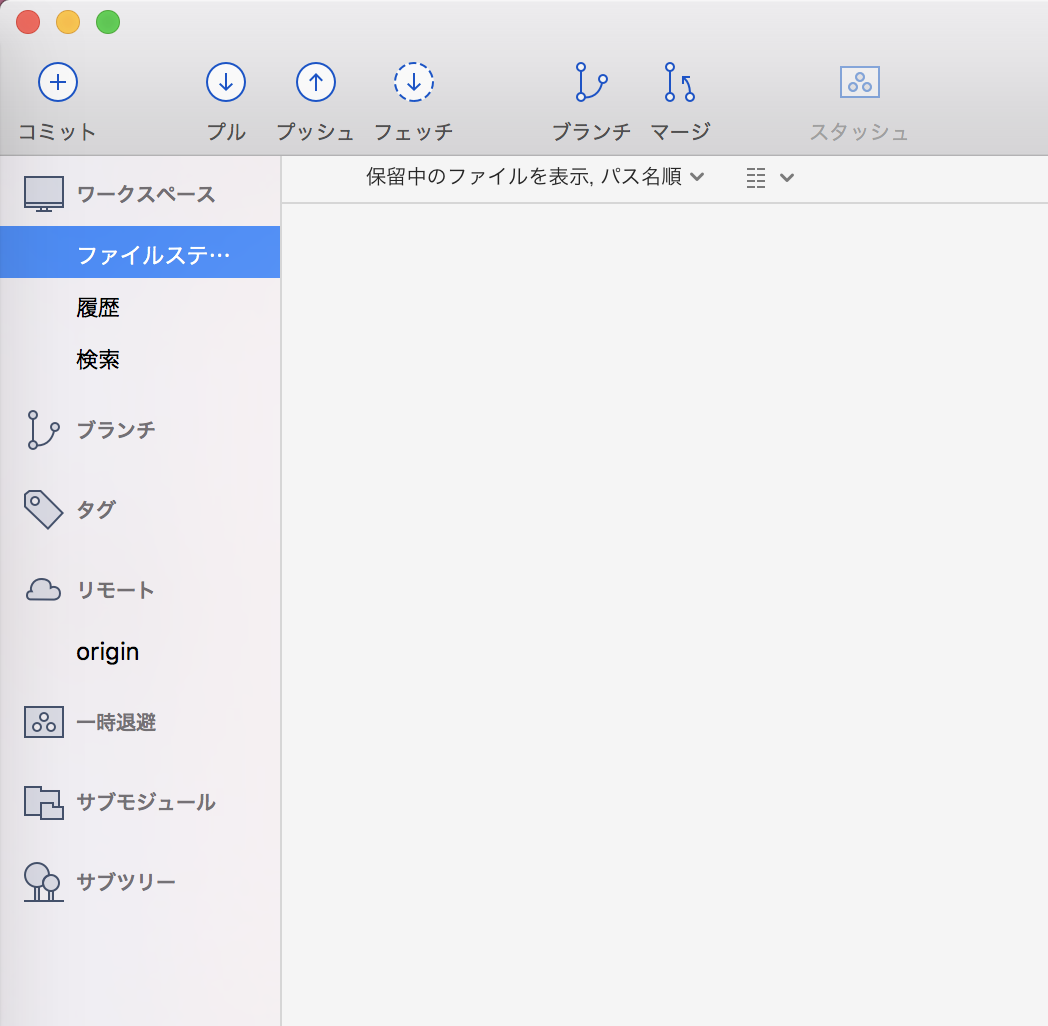 コミット
プル
プッシュ
フェッチ
ブランチ
マージ
スタッシュ
ワークスペース
ファイルステ…
履歴
検索
ブランチ
タグ
リモート
origin
一時退避
サブモジュール
サブツリー
保留中のファイルを表示, パス名順